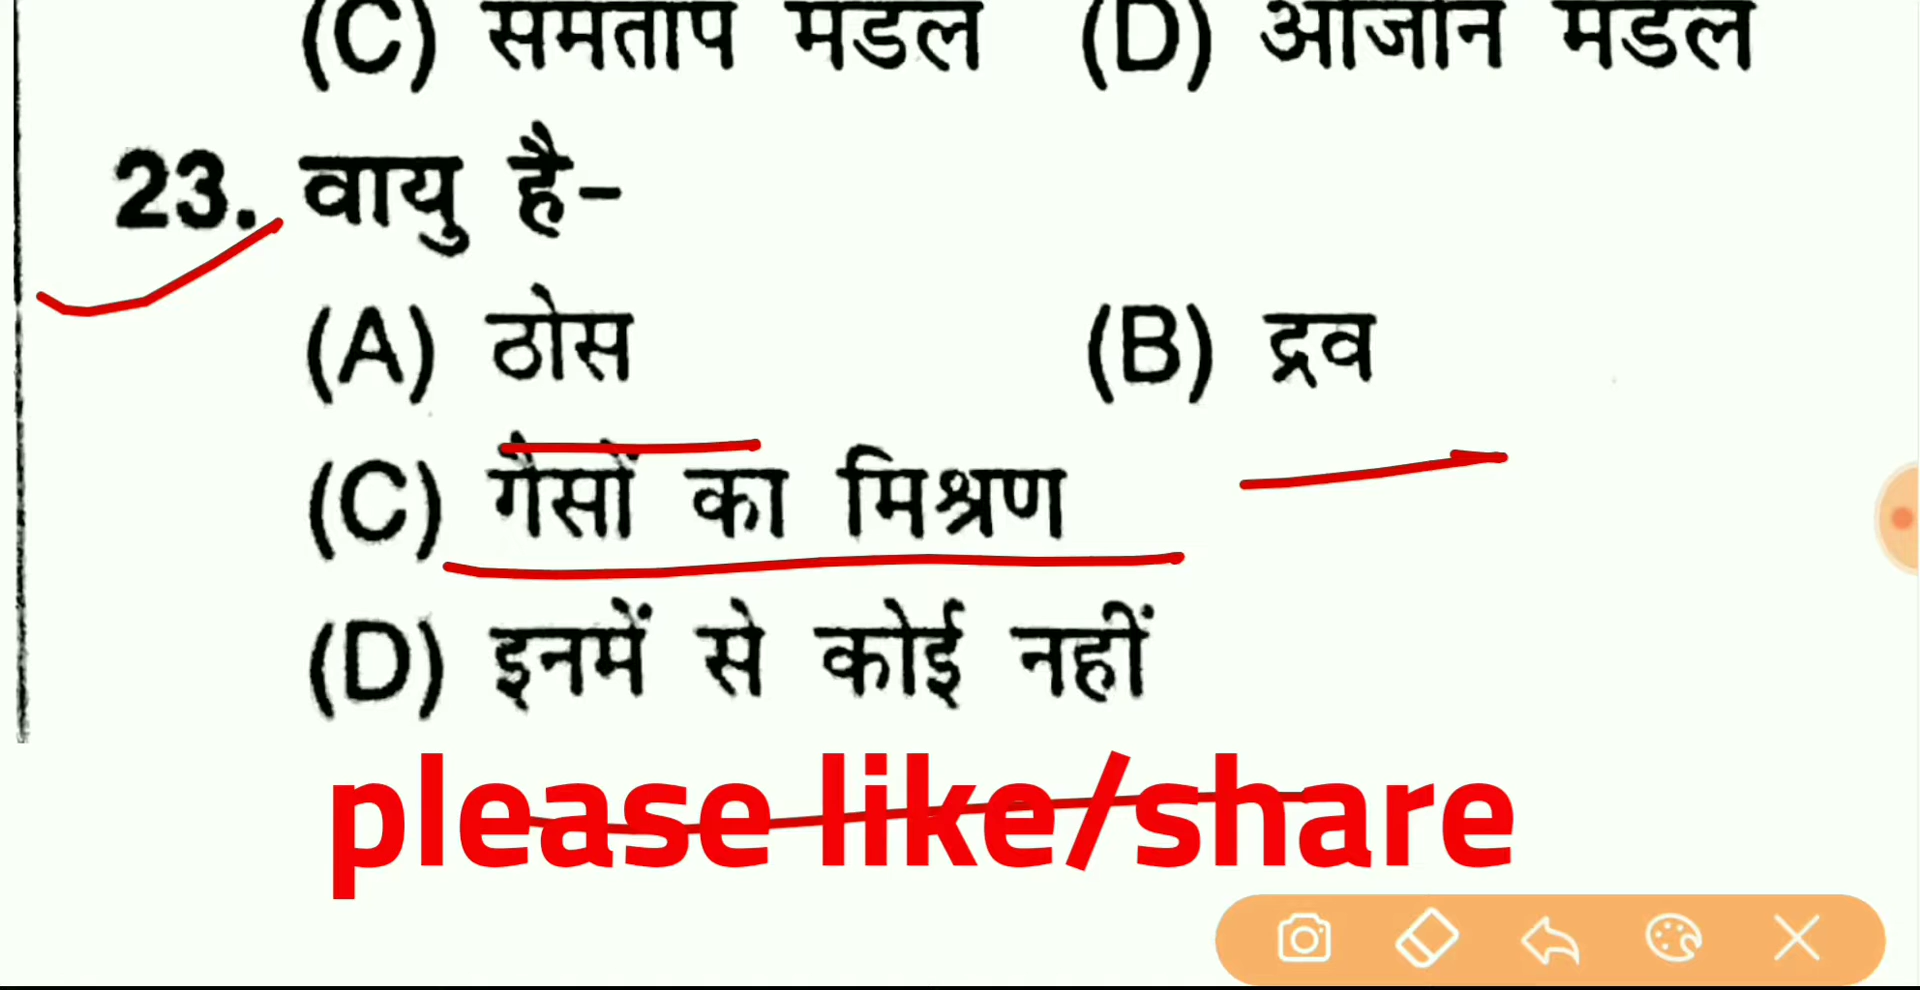 (C) समताप मंडल (D) ओजोन मंडल
23. वायु है-
(A) ठोस (B) द्रव
(C) गैसों का मिश्रण
(D) इनमें से कोई नहीं
please like/share